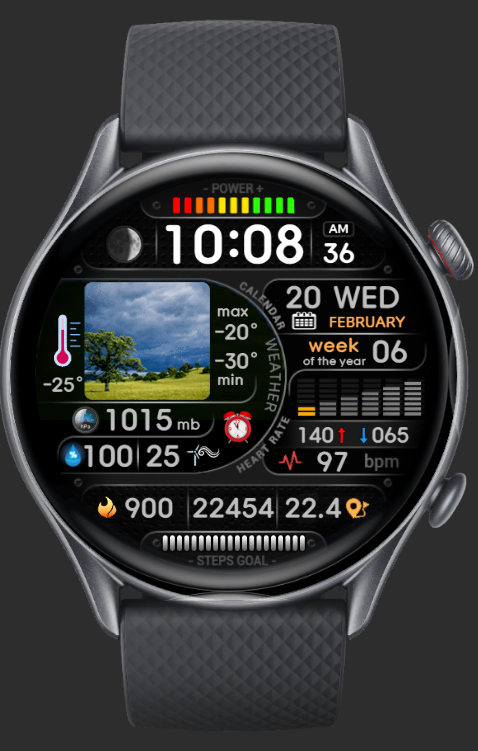 - POWER +
10:08 AM 36
CALENDAR
20 WED
FEBRUARY
week
of the year 06
max
-20°
-30°
min
-25°
WEATHER
1015 mb
hPa
100 25
HEART RATE
140 065
97 bpm
900 22454 22.4
- STEPS GOAL -